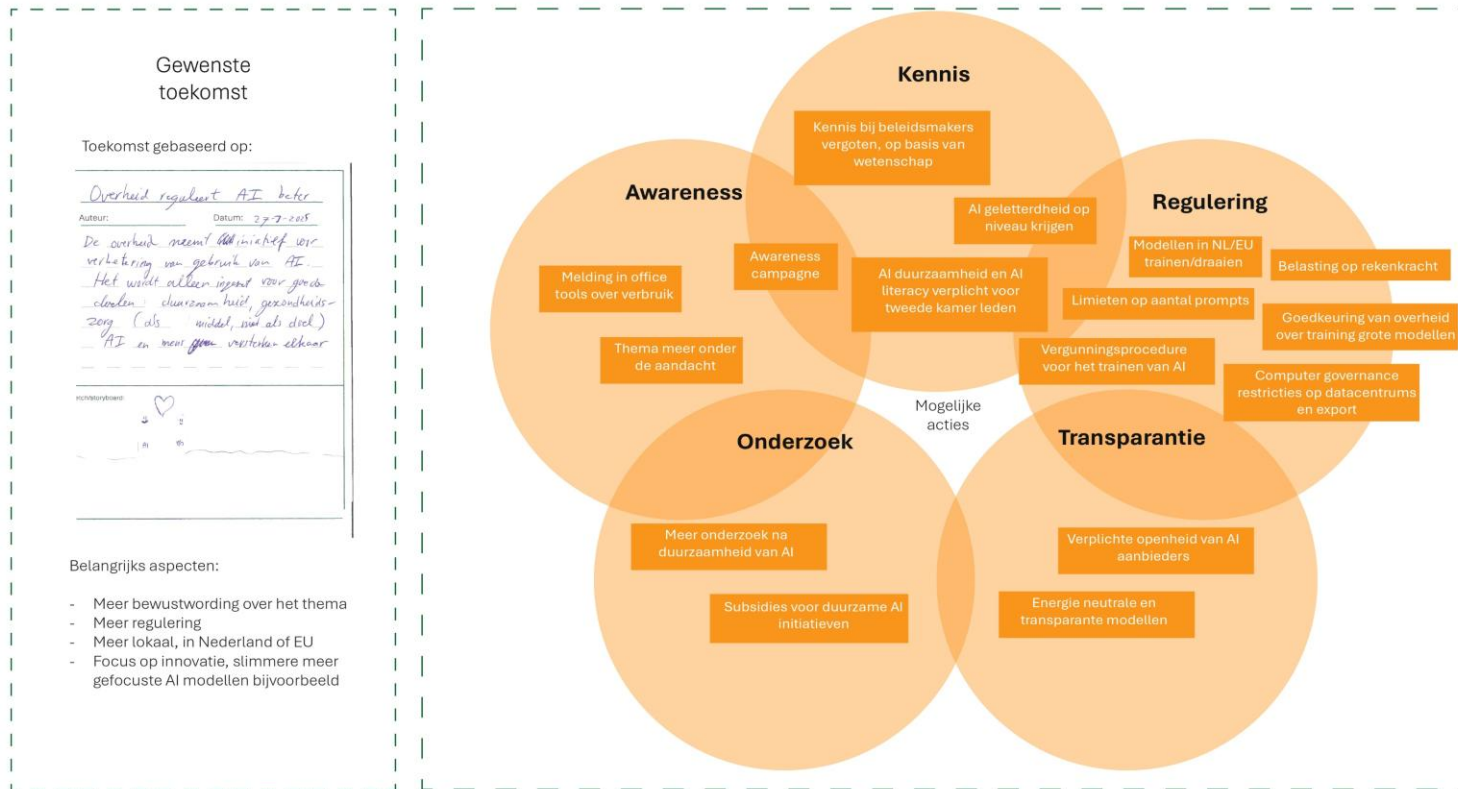 Gewenste
toekomst
Toekomst gebaseerd op:
Overheid reguleert AI beter
Auteur:
Datum: 27-7-2025
De overheid neemt iniatief voor
verbetering van gebruik van AI.
Het wordt alleen ingezet voor goede
doelen: duurzaamheid, gezondheids-
zorg (als middel, niet als doel)
AI en mens versterken elkaar
Belangrijks aspecten:
- Meer bewustwording over het thema
- Meer regulering
- Meer lokaal, in Nederland of EU
- Focus op innovatie, slimmere meer
gefocuste AI modellen bijvoorbeeld
Kennis
Kennis bij beleidsmakers
vergoten, op basis van
wetenschap
AI geletterdheid op
niveau krijgen
AI duurzaamheid en AI
literacy verplicht voor
tweede kamer leden
Awareness
Awareness
campagne
Melding in office
tools over verbruik
Thema meer onder
de aandacht
Regulering
Modellen in NL/EU
trainen/draaien
Belasting op rekenkracht
Limieten op aantal prompts
Goedkeuring van overheid
over training grote modellen
Vergunningsprocedure
voor het trainen van AI
Computer governance
restricties op datacentrums
en export
Mogelijke
acties
Onderzoek
Meer onderzoek na
duurzaamheid van AI
Subsidies voor duurzame AI
initiatieven
Transparantie
Verplichte openheid van AI
aanbieders
Energie neutrale en
transparante modellen